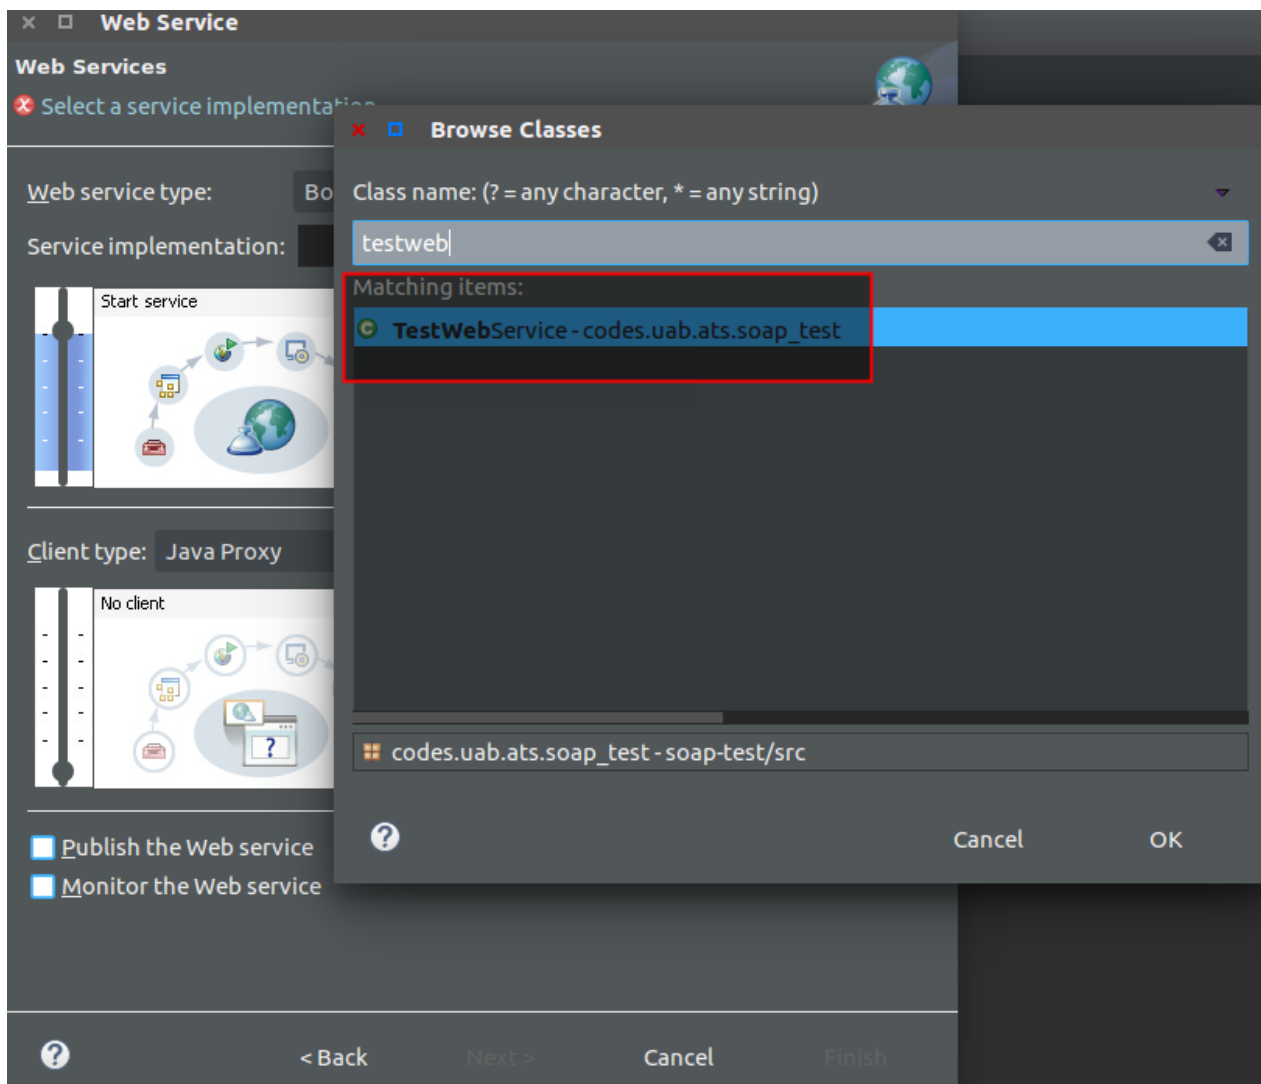 Web Service
Web Services
Select a service implementation
Browse Classes
Web service type: Bo
Class name: (? = any character, * = any string)
Service implementation:
testweb
Matching items:
TestWebService - codes.uab.ats.soap_test
Start service
Client type: Java Proxy
No client
?
codes.uab.ats.soap_test - soap-test/src
?
Cancel OK
Publish the Web service
Monitor the Web service
? < Back Next > Cancel Finish